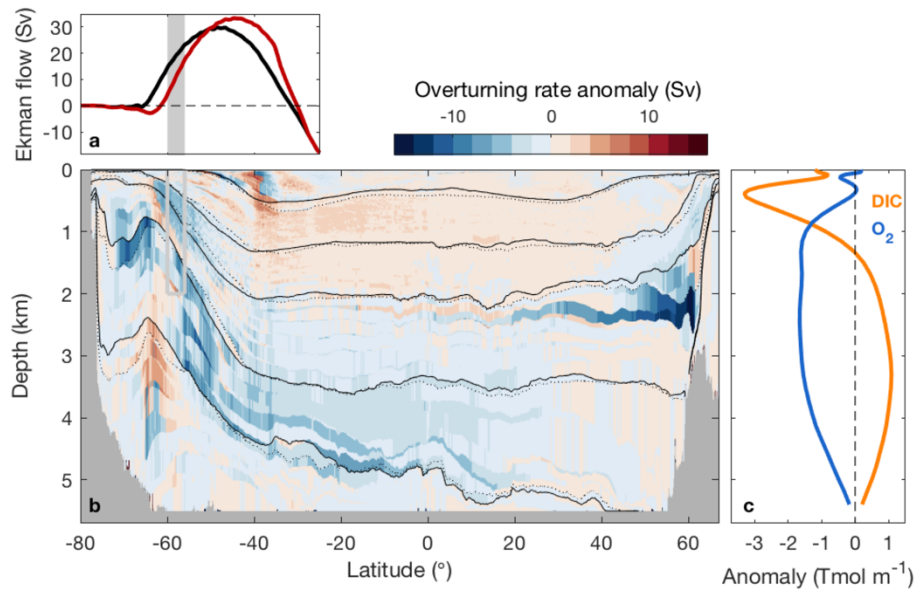 30
20
10
0
-10
Ekman flow (Sv)
a
Overturning rate anomaly (Sv)
-10 0 10
0
1
2
3
4
5
Depth (km)
b
-80 -60 -40 -20 0 20 40 60
Latitude (°)
DIC
O₂
c
-3 -2 -1 0 1
Anomaly (Tmol m⁻¹)